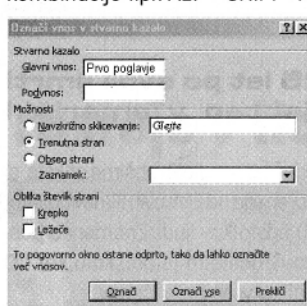 Označi vnos v stvarno kazalo
Stvarno kazalo
Glavni vnos: Prvo poglavje
Podvnos:
Možnosti
Navzkrižno sklicevanje: Glejte
Trenutna stran
Obseg strani
Zaznamek:
Oblika številk strani
Krepko
Ležeče
To pogovorno okno ostane odprto, tako da lahko označite
več vnosov.
Označi Označi vse Prekliči